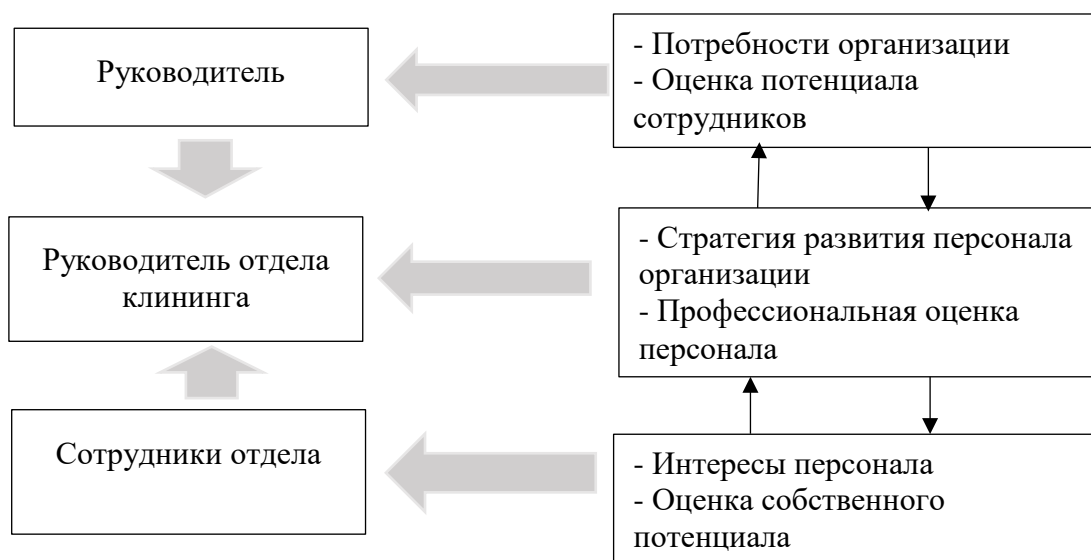 Руководитель
- Потребности организации
- Оценка потенциала
сотрудников
Руководитель отдела
клининга
- Стратегия развития персонала
организации
- Профессиональная оценка
персонала
Сотрудники отдела
- Интересы персонала
- Оценка собственного
потенциала